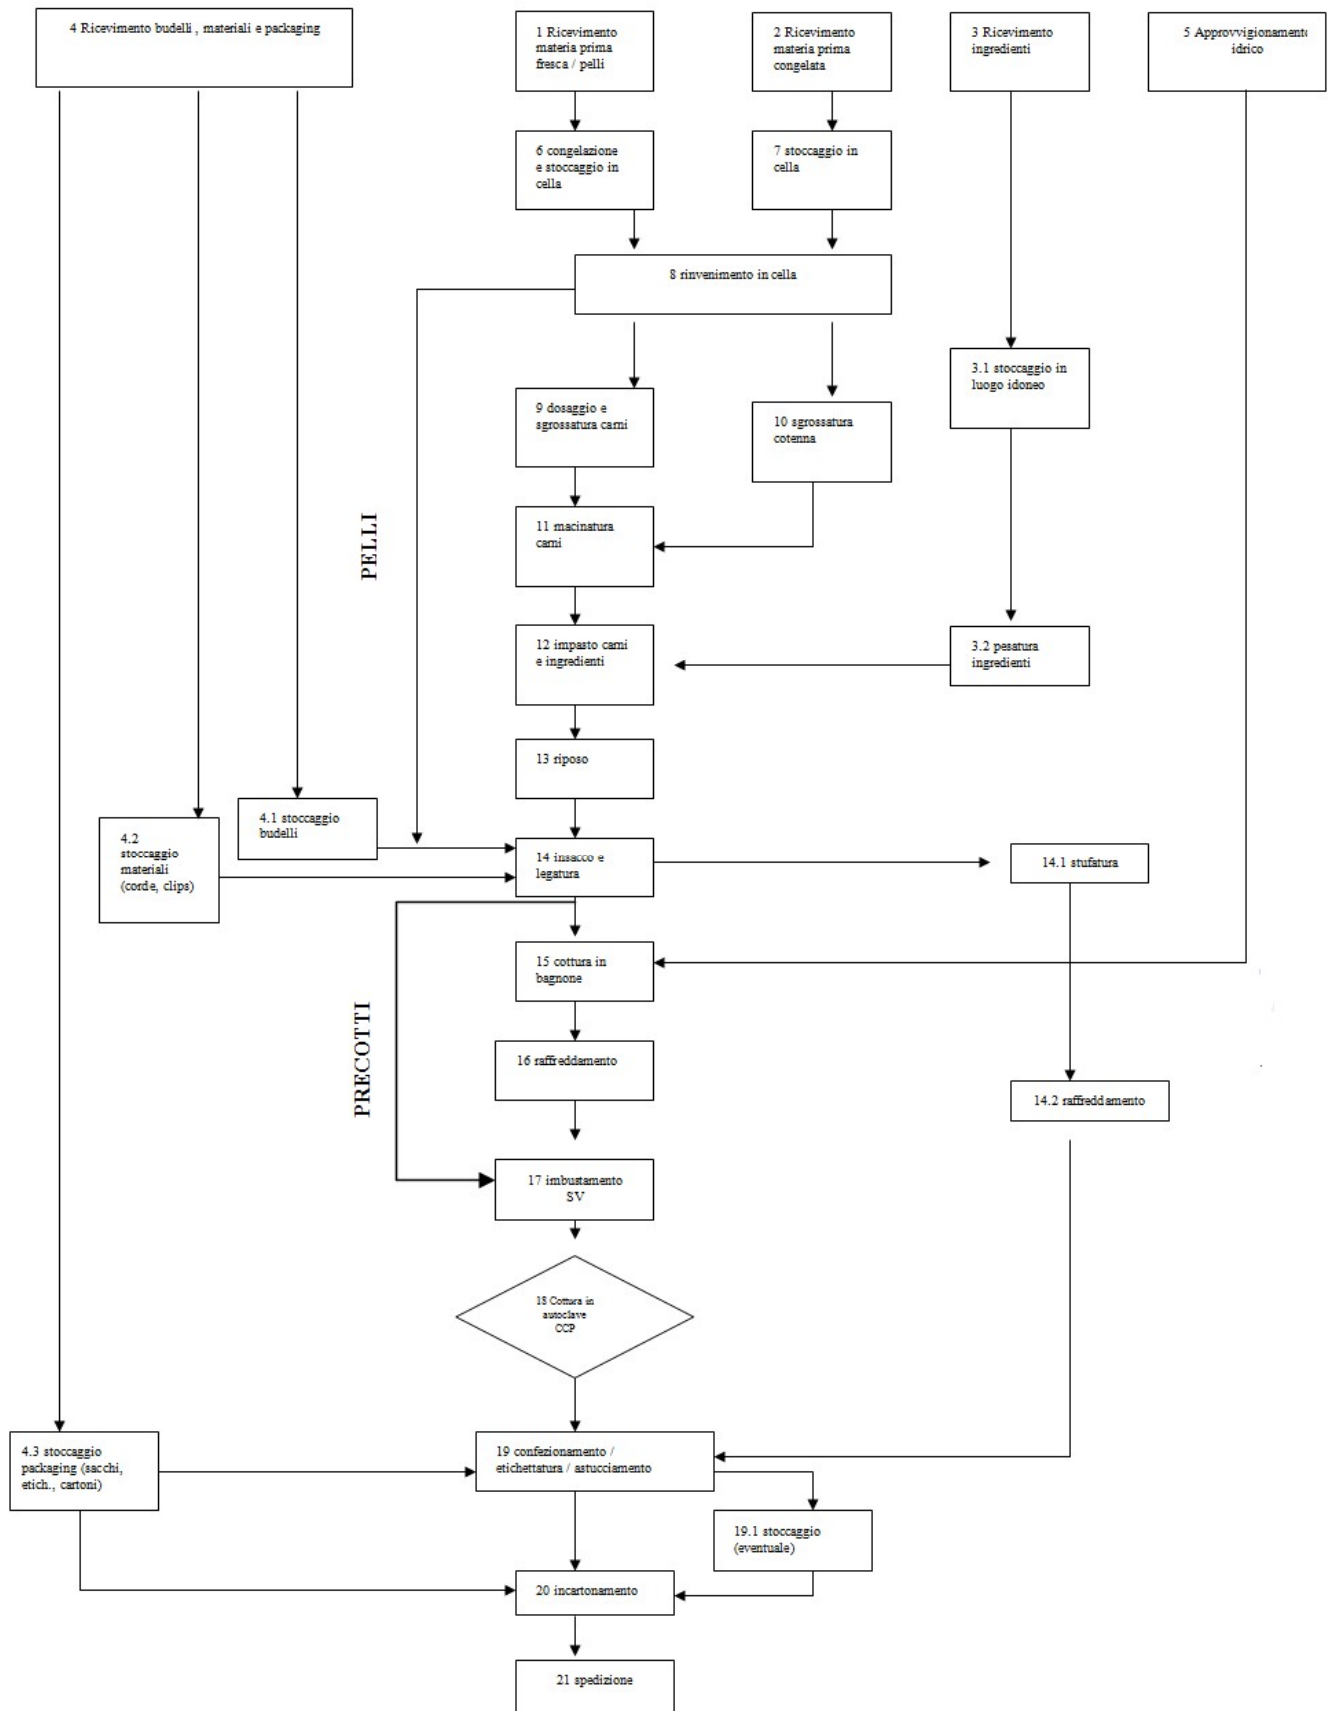 4 Ricevimento budelli , materiali e packaging
1 Ricevimento
materia prima
fresca / pelli
2 Ricevimento
materia prima
congelata
3 Ricevimento
ingredienti
5 Approvvigionamento
idrico
6 congelazione
e stoccaggio in
cella
7 stoccaggio in
cella
8 rinvenimento in cella
3.1 stoccaggio in
luogo idoneo
9 dosaggio e
sgrossatura carni
10 sgrossatura
cotenna
PELLI
11 macinatura
carni
12 impasto carni
e ingredienti
3.2 pesatura
ingredienti
13 riposo
4.1 stoccaggio
budelli
4.2
stoccaggio
materiali
(corde, clips)
14 insacco e
legatura
14.1 stufatura
15 cottura in
bagnone
PRECOTTI
16 raffreddamento
14.2 raffreddamento
17 imbustamento
SV
18 Cottura in
autoclave
CCP
4.3 stoccaggio
packaging (sacchi,
etich., cartoni)
19 confezionamento /
etichettatura / astucciamento
19.1 stoccaggio
(eventuale)
20 incartonamento
21 spedizione